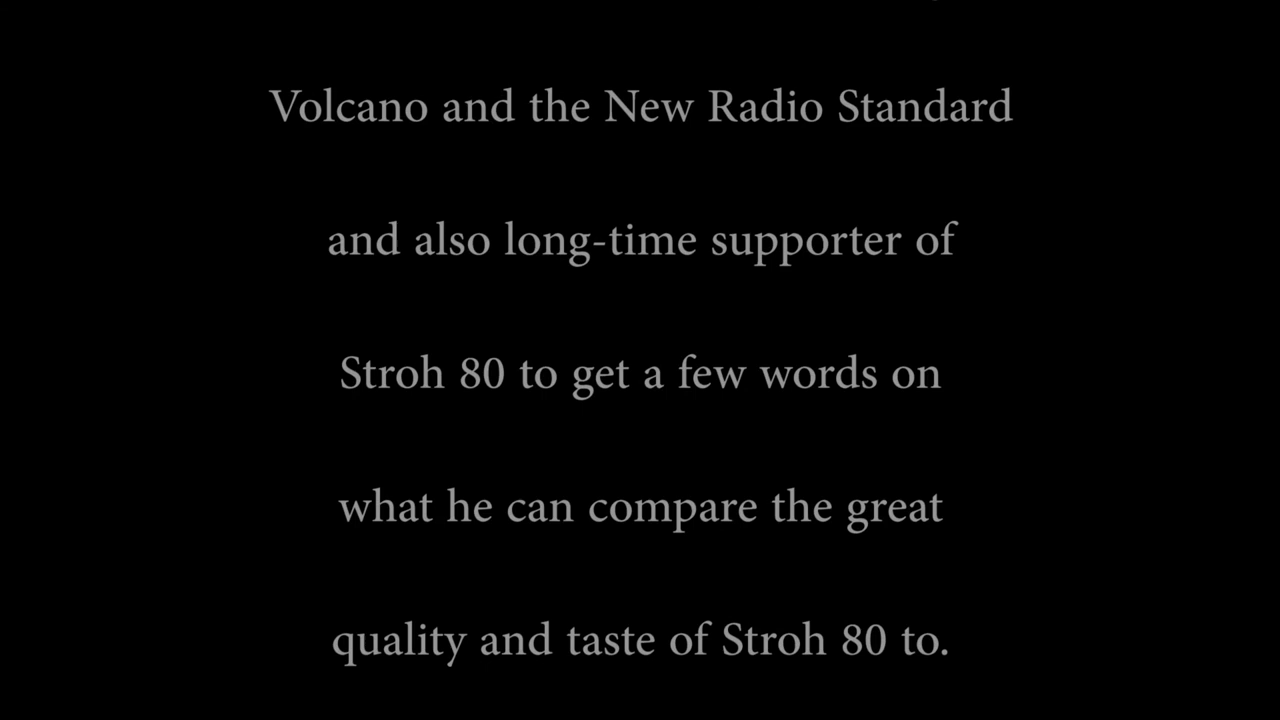 Volcano and the New Radio Standard
and also long-time supporter of
Stroh 80 to get a few words on
what he can compare the great
quality and taste of Stroh 80 to.